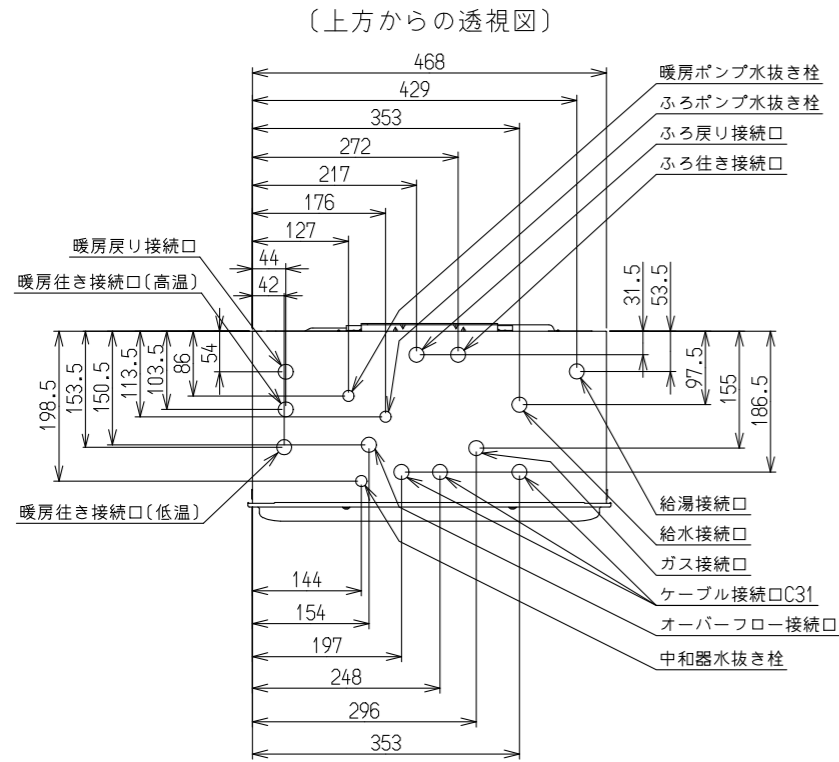 〔上方からの透視図〕
468
429
353
272
217
176
127
44
42
暖房ポンプ水抜き栓
ふろポンプ水抜き栓
ふろ戻り接続口
ふろ往き接続口
暖房戻り接続口
暖房往き接続口(高温)
暖房往き接続口(低温)
198.5
153.5
150.5
113.5
103.5
86
54
31.5
53.5
97.5
155
186.5
給湯接続口
給水接続口
ガス接続口
ケーブル接続口C31
オーバーフロー接続口
中和器水抜き栓
144
154
197
248
296
353